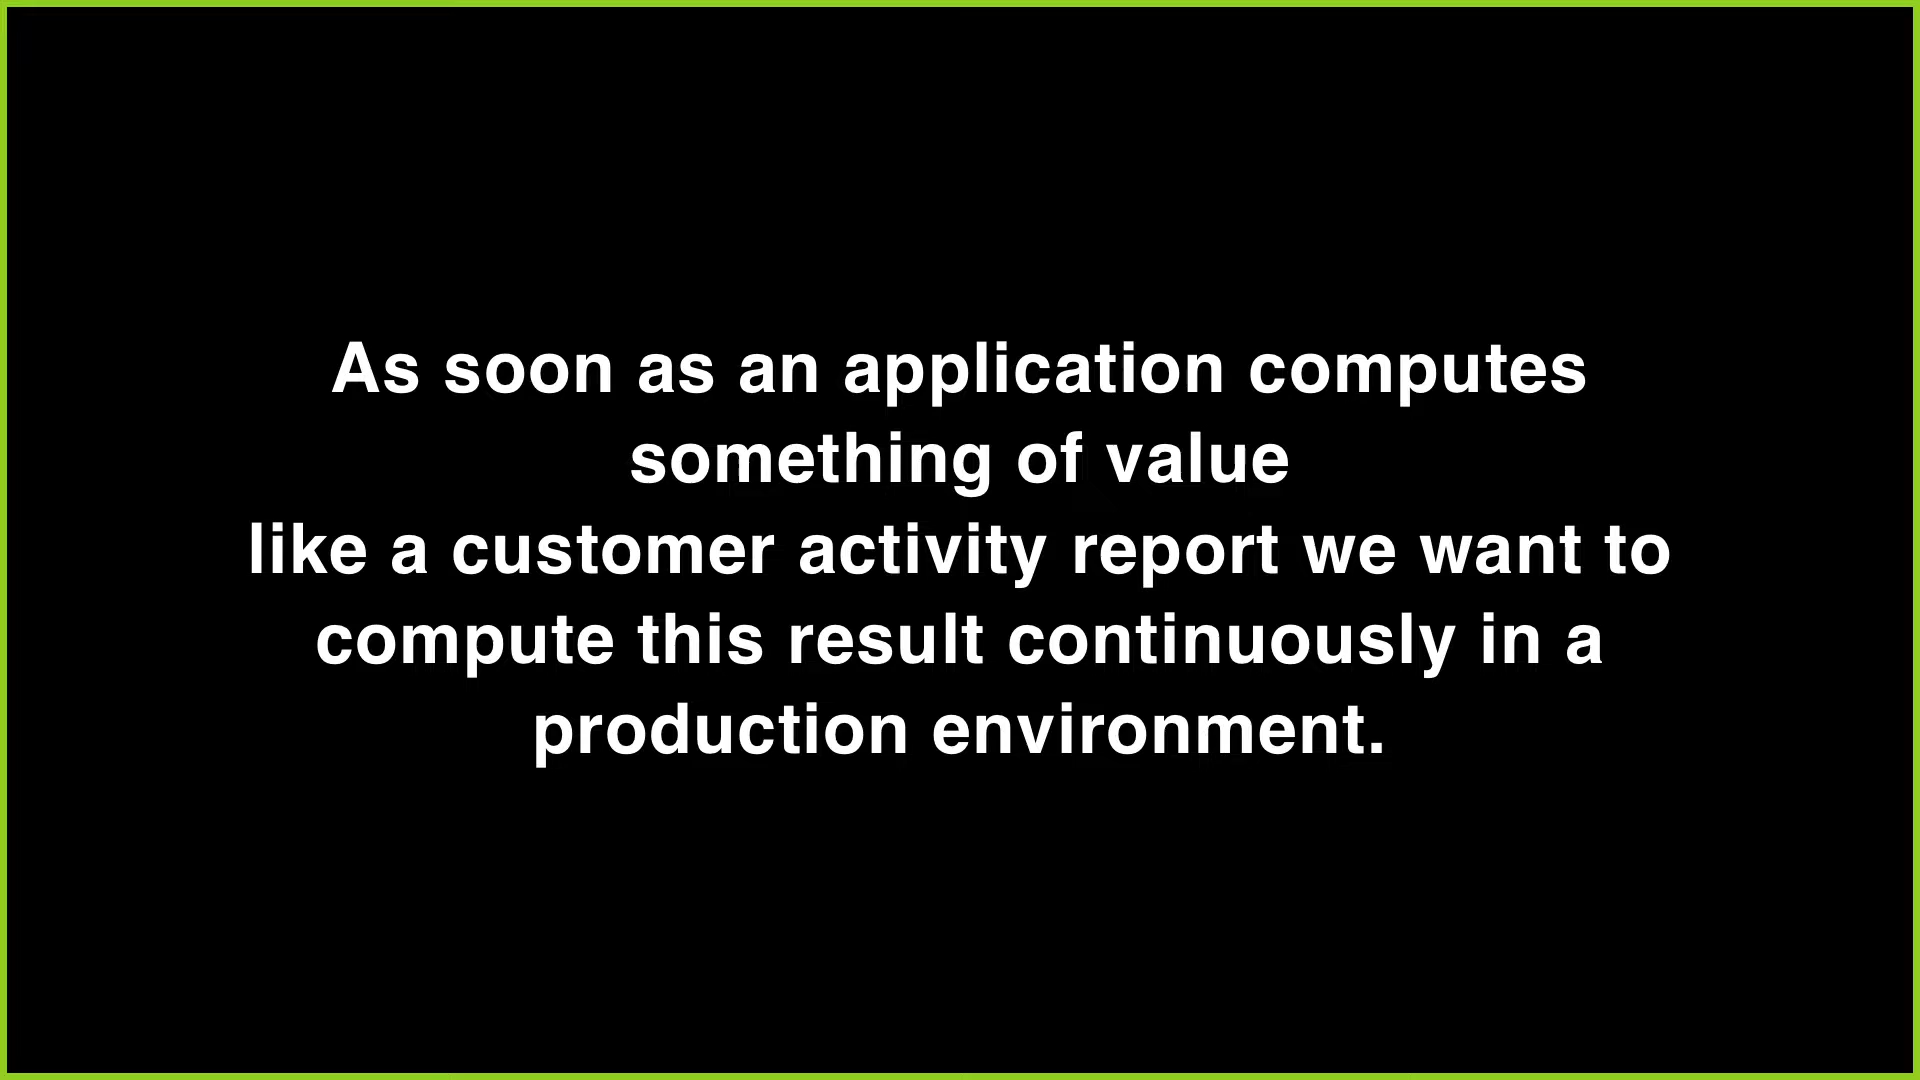 As soon as an application computes
something of value
like a customer activity report we want to
compute this result continuously in a
production environment.